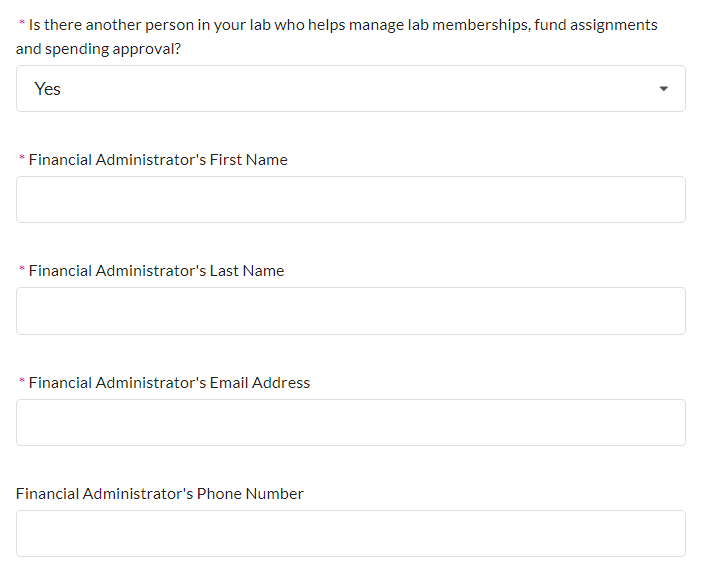 * Is there another person in your lab who helps manage lab memberships, fund assignments
and spending approval?
Yes
* Financial Administrator's First Name
* Financial Administrator's Last Name
* Financial Administrator's Email Address
Financial Administrator's Phone Number